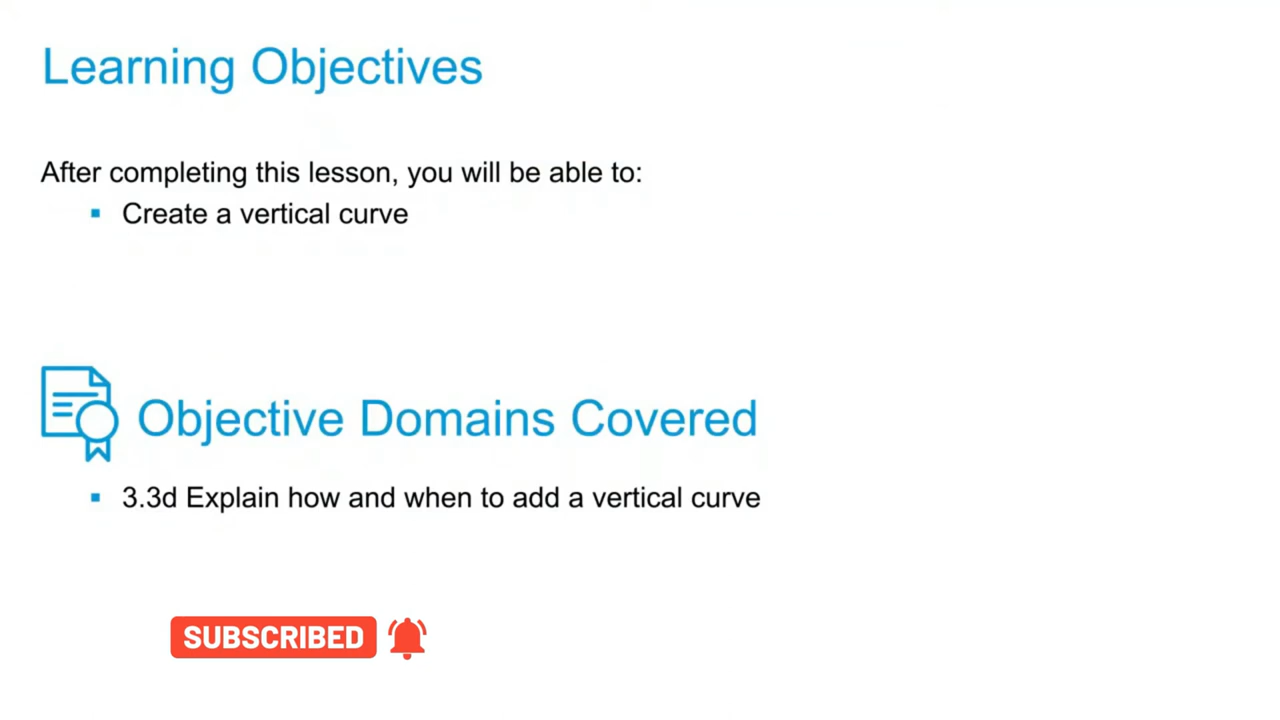 Learning Objectives
After completing this lesson, you will be able to:
▪ Create a vertical curve
Objective Domains Covered
▪ 3.3d Explain how and when to add a vertical curve
SUBSCRIBED